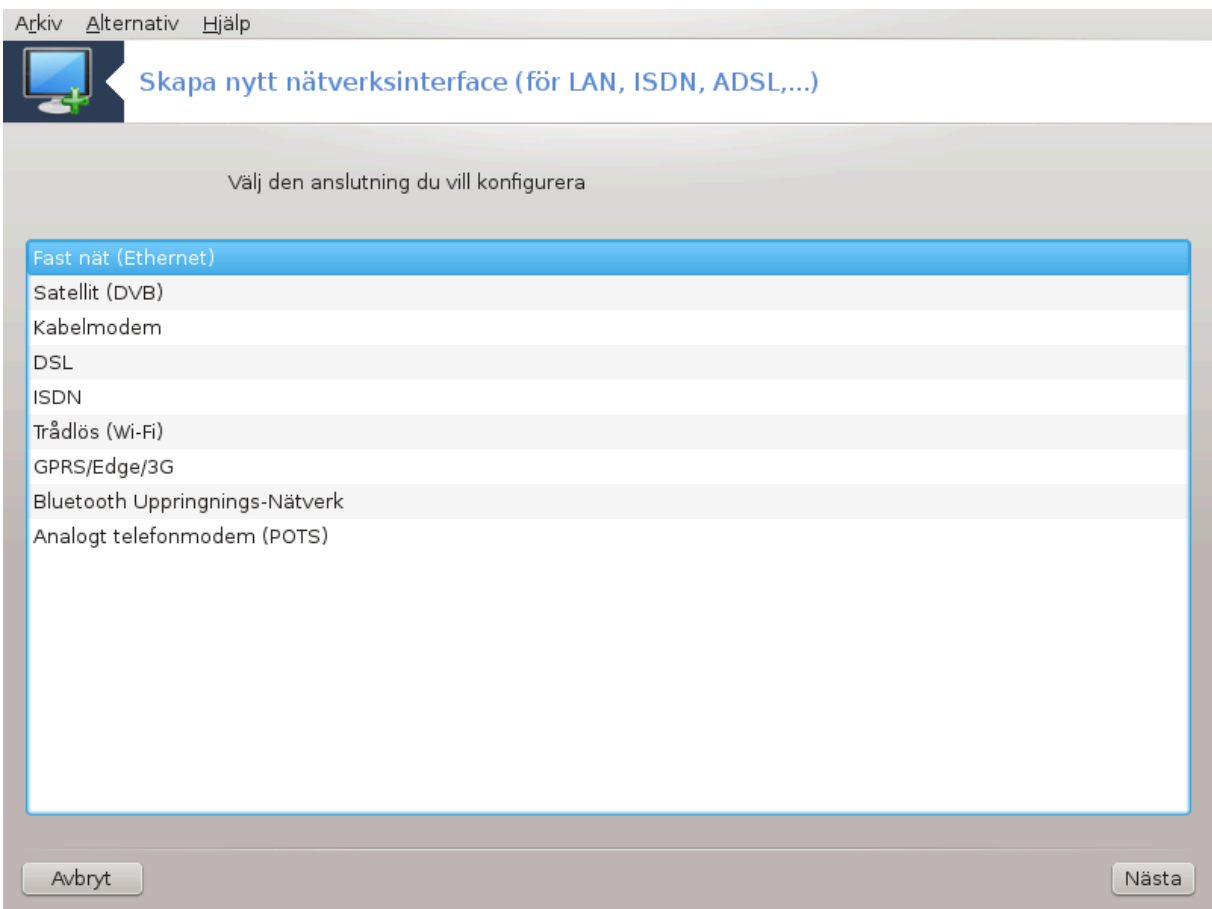 Arkiv Alternativ Hjälp
Skapa nytt nätverksinterface (för LAN, ISDN, ADSL,...)
Välj den anslutning du vill konfigurera
Fast nät (Ethernet)
Satellit (DVB)
Kabelmodem
DSL
ISDN
Trådlös (Wi-Fi)
GPRS/Edge/3G
Bluetooth Uppringnings-Nätverk
Analogt telefonmodem (POTS)
Avbryt Nästa